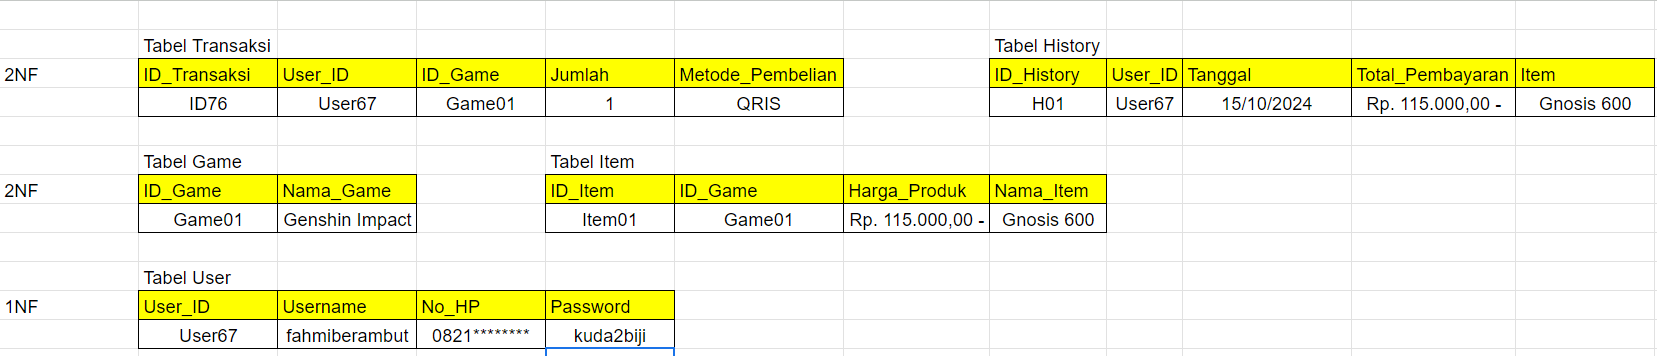 Tabel Transaksi Tabel History
2NF ID_Transaksi User_ID ID_Game Jumlah Metode_Pembelian ID_History User_ID Tanggal Total_Pembayaran Item
ID76 User67 Game01 1 QRIS H01 User67 15/10/2024 Rp. 115.000,00 - Gnosis 600
Tabel Game Tabel Item
2NF ID_Game Nama_Game ID_Item ID_Game Harga_Produk Nama_Item
Game01 Genshin Impact Item01 Game01 Rp. 115.000,00 - Gnosis 600
Tabel User
1NF User_ID Username No_HP Password
User67 fahmiberambut 0821******** kuda2biji